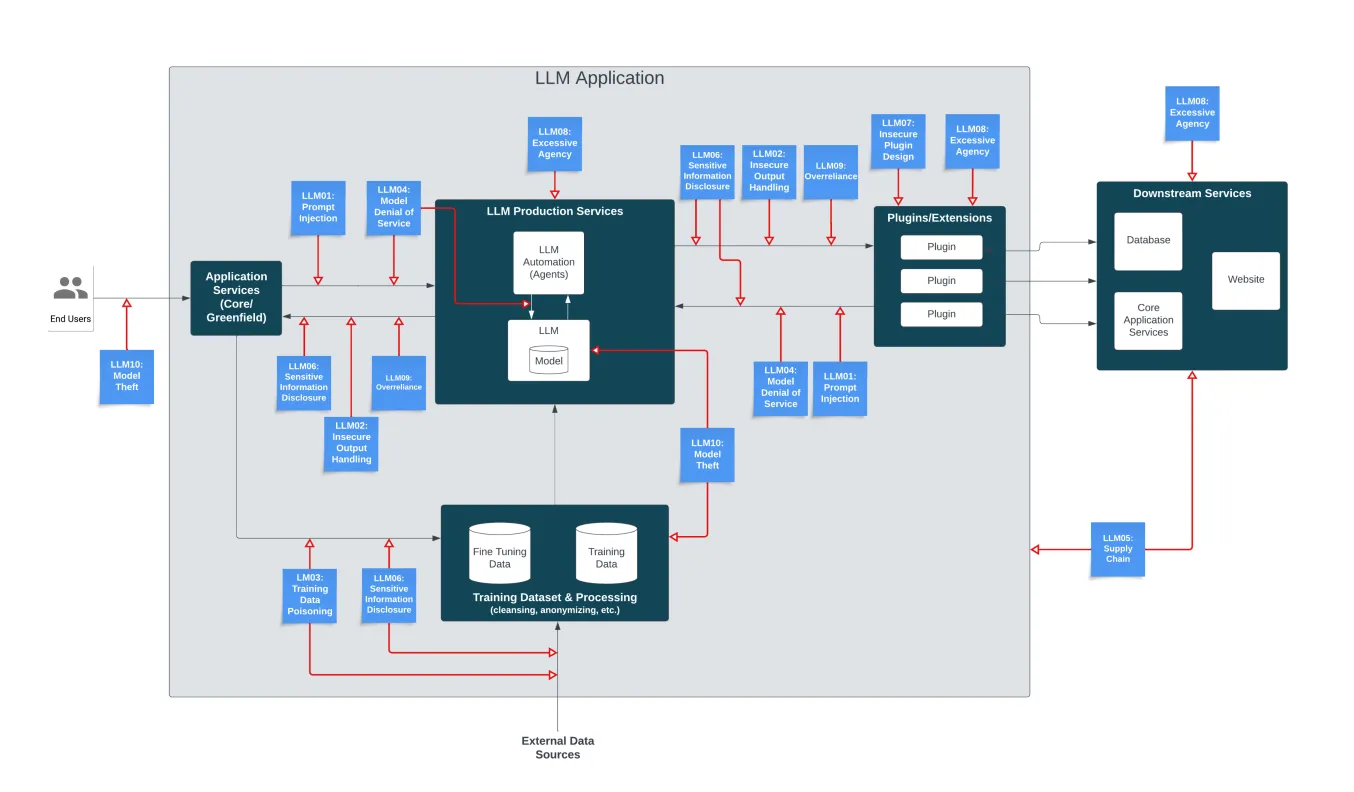 LLM Application
LLM08:
Excessive
Agency
LLM08:
Excessive
Agency
LLM07:
Insecure
Plugin
Design
LLM08:
Excessive
Agency
LLM06:
Sensitive
Information
Disclosure
LLM02:
Insecure
Output
Handling
LLM09:
Overreliance
LLM01:
Prompt
Injection
LLM04:
Model
Denial of
Service
LLM Production Services
LLM
Automation
(Agents)
LLM
Model
Plugins/Extensions
Plugin
Plugin
Plugin
Downstream Services
Database
Website
Core
Application
Services
End Users
Application
Services
(Core/
Greenfield)
LLM10:
Model
Theft
LLM06:
Sensitive
Information
Disclosure
LLM09:
Overreliance
LLM02:
Insecure
Output
Handling
LLM04:
Model
Denial of
Service
LLM01:
Prompt
Injection
LLM10:
Model
Theft
LLM05:
Supply
Chain
Fine Tuning
Data
Training
Data
Training Dataset & Processing
(cleansing, anonymizing, etc.)
LM03:
Training
Data
Poisoning
LLM06:
Sensitive
Information
Disclosure
External Data
Sources